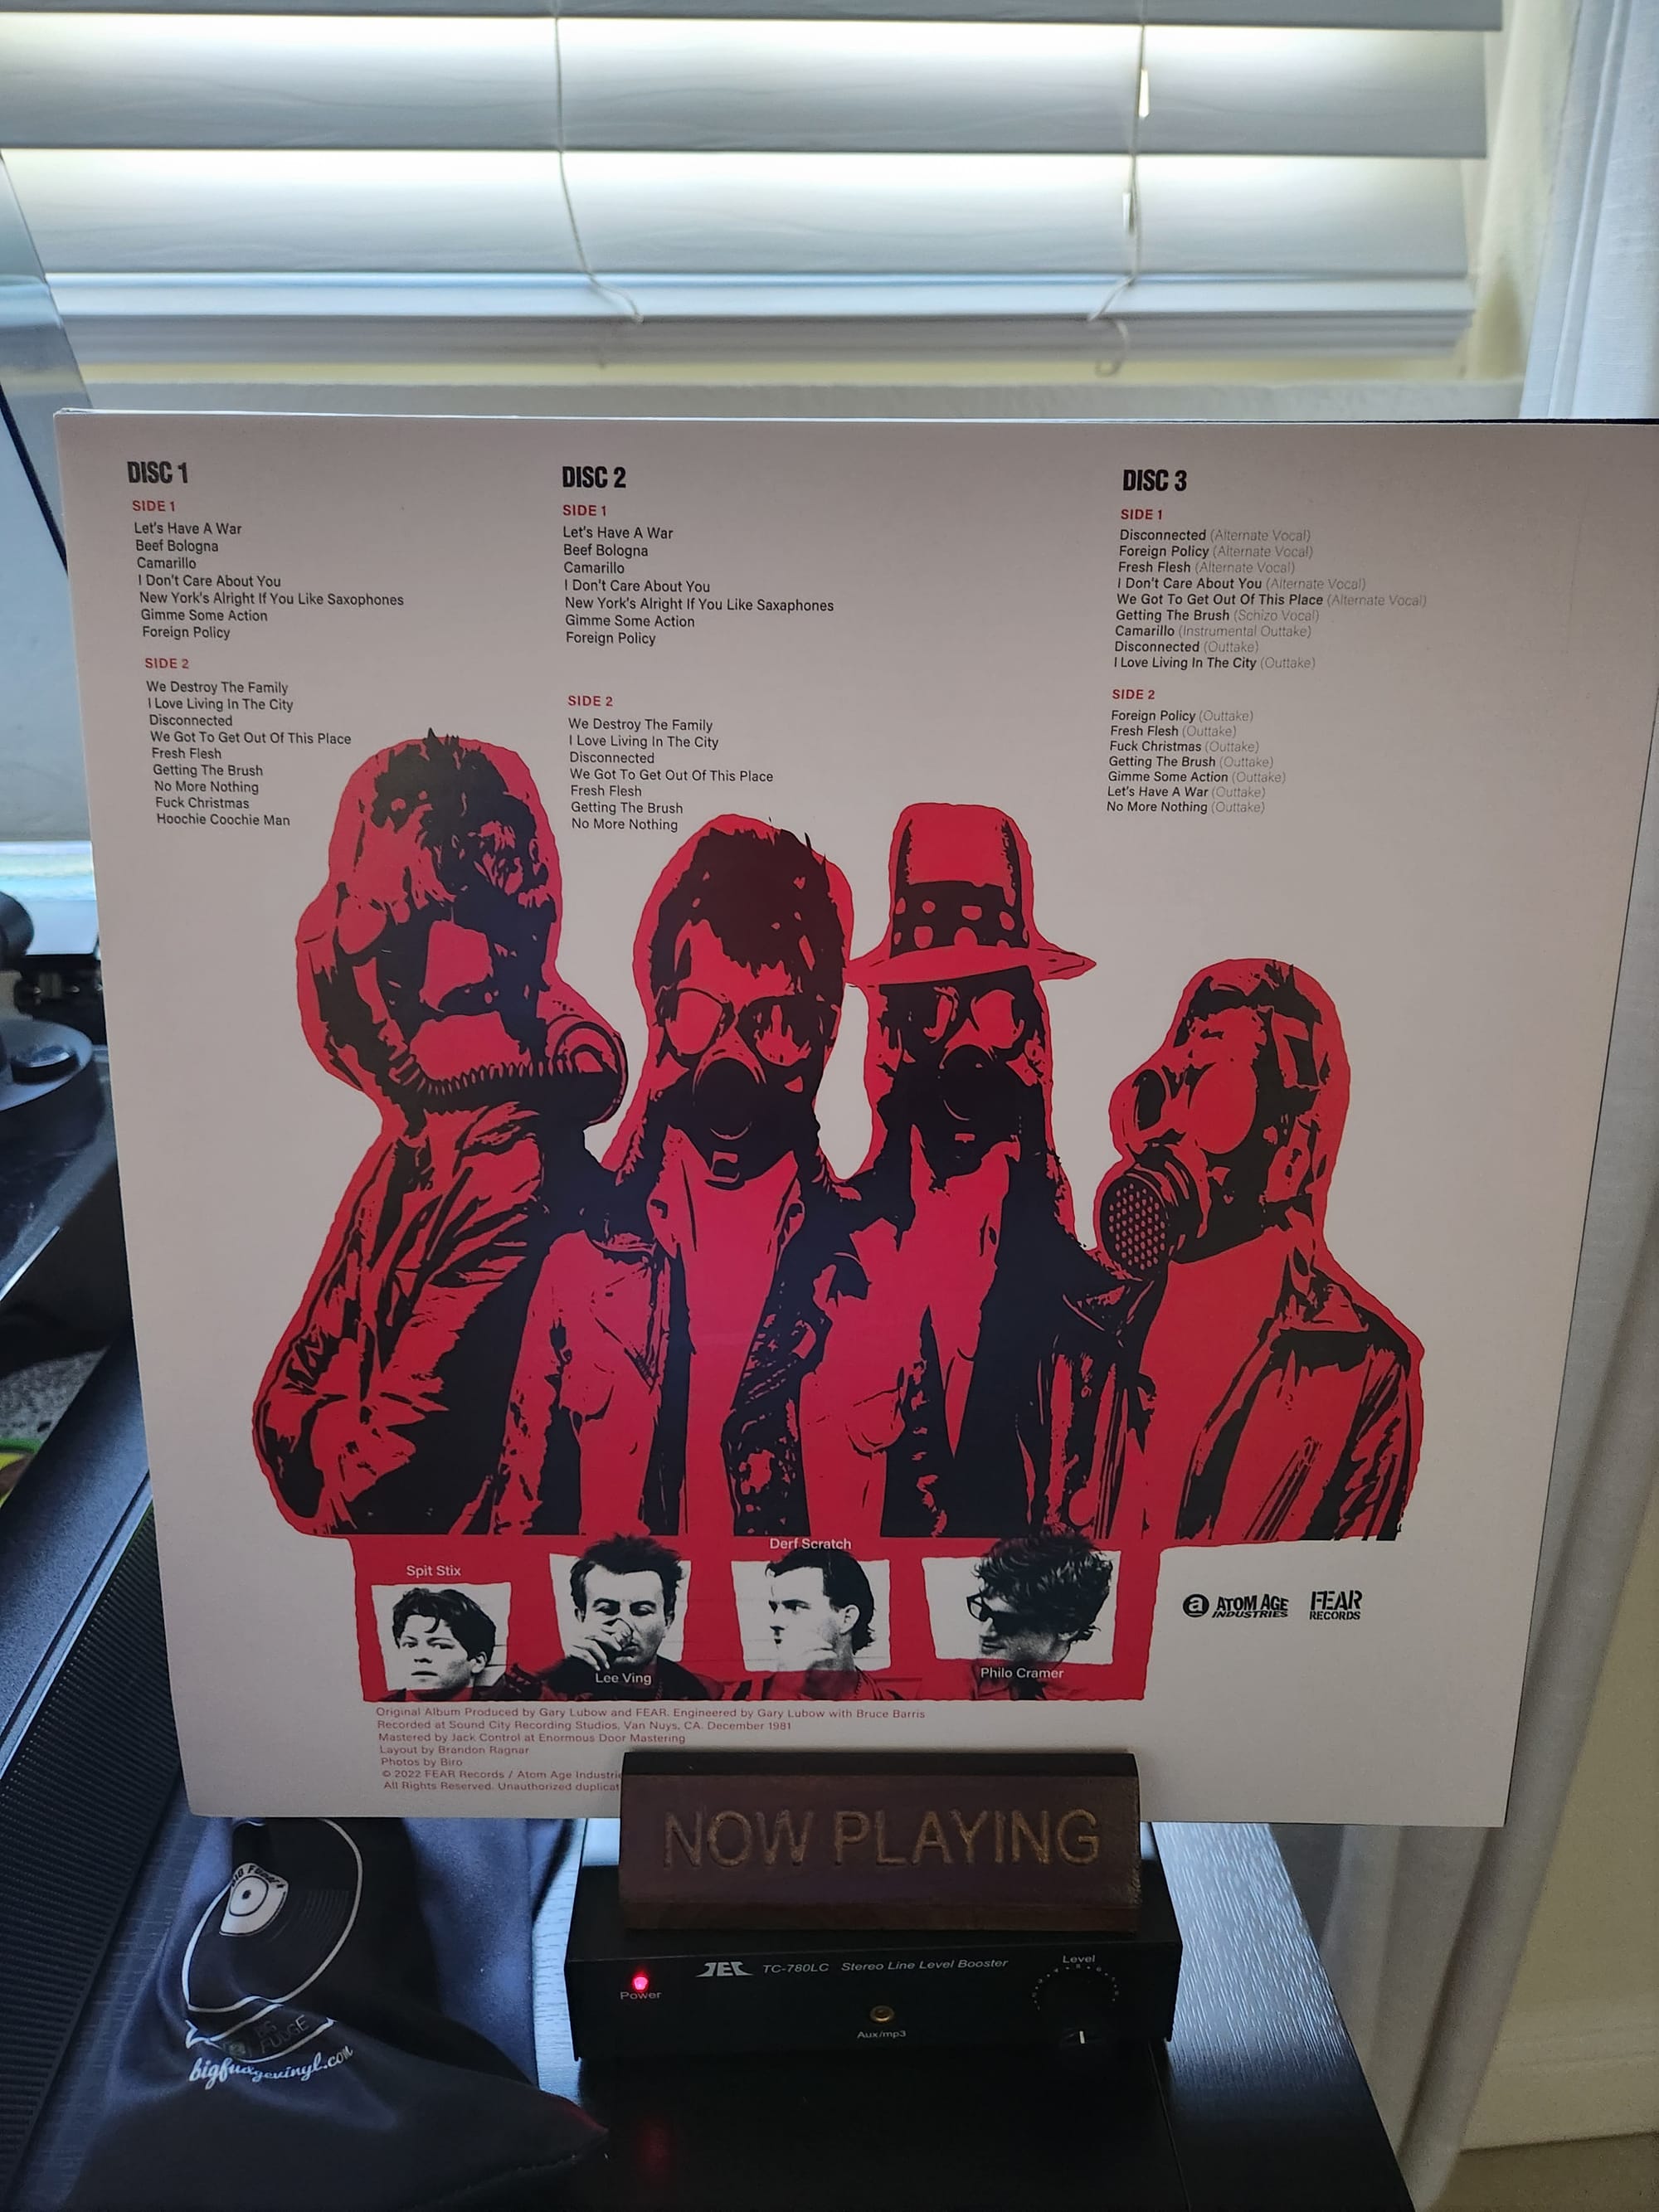 DISC 1
SIDE 1
Let's Have A War
Beef Bologna
Camarillo
I Don't Care About You
New York's Alright If You Like Saxophones
Gimme Some Action
Foreign Policy
SIDE 2
We Destroy The Family
I Love Living In The City
Disconnected
We Got To Get Out Of This Place
Fresh Flesh
Getting The Brush
No More Nothing
Fuck Christmas
Hoochie Coochie Man
DISC 2
SIDE 1
Let's Have A War
Beef Bologna
Camarillo
I Don't Care About You
New York's Alright If You Like Saxaphones
Gimme Some Action
Foreign Policy
SIDE 2
We Destroy The Family
I Love Living In The City
Disconnected
We Got To Get Out Of This Place
Fresh Flesh
Getting The Brush
No More Nothing
DISC 3
SIDE 1
Disconnected (Alternate Vocal)
Foreign Policy (Alternate Vocal)
Fresh Flesh (Alternate Vocal)
I Don't Care About You (Alternate Vocal)
We Got To Get Out Of This Place (Alternate Vocal)
Getting The Brush (Schizo Vocal)
Camarillo (Instrumental Outtake)
Disconnected (Outtake)
I Love Living In The City (Outtake)
SIDE 2
Foreign Policy (Outtake)
Fresh Flesh (Outtake)
Fuck Christmas (Outtake)
Getting The Brush (Outtake)
Gimme Some Action (Outtake)
Let's Have A War (Outtake)
No More Nothing (Outtake)
Spit Stix
Lee Ving
Derf Scratch
Philo Cramer
a ATOM AGE
INDUSTRIES
FEAR
RECORDS
Original Album Produced by Gary Lubow and FEAR. Engineered by Gary Lubow with Bruce Barris
Recorded at Sound City Recording Studios, Van Nuys, CA. December 1981
Mastered by Jack Control at Enormous Door Mastering
Layout by Brandon Ragnar
Photos by Biro
© 2022 FEAR Records / Atom Age
All Rights Reserved. Unauthorized
NOW PLAYING
TC-780LC Stereo Line Level Booster
Level
Power
Aux/mp3
BIG
FUDGE
bigfudgevinyl.com